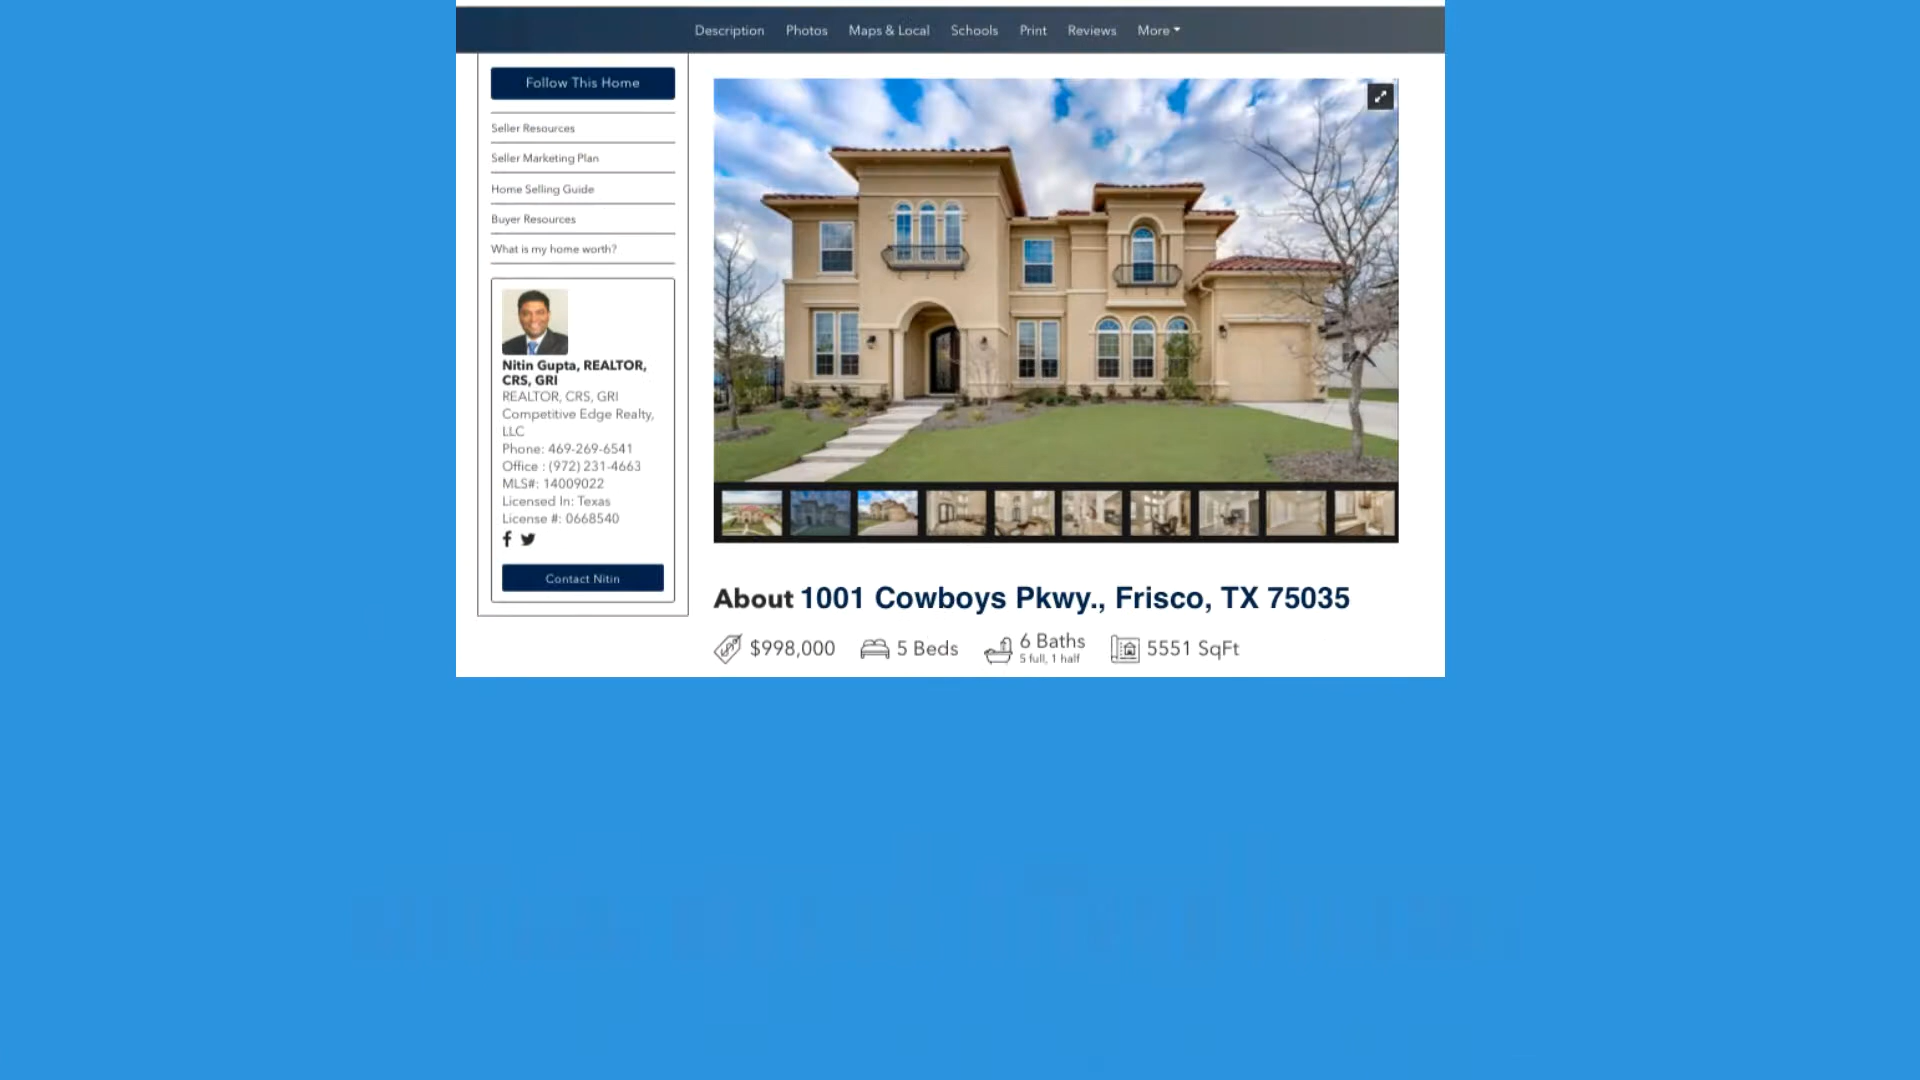 Description Photos Maps & Local Schools Print Reviews More
Follow This Home
Seller Resources
Seller Marketing Plan
Home Selling Guide
Buyer Resources
What is my home worth?
Nitin Gupta, REALTOR,
CRS, GRI
REALTOR, CRS, GRI
Competitive Edge Realty,
LLC
Phone: 469-269-6541
Office : (972) 231-4663
MLS#: 14009022
Licensed In: Texas
License #: 0668540
Contact Nitin
About 1001 Cowboys Pkwy., Frisco, TX 75035
$998,000 5 Beds 6 Baths 5551 SqFt
5 full, 1 half